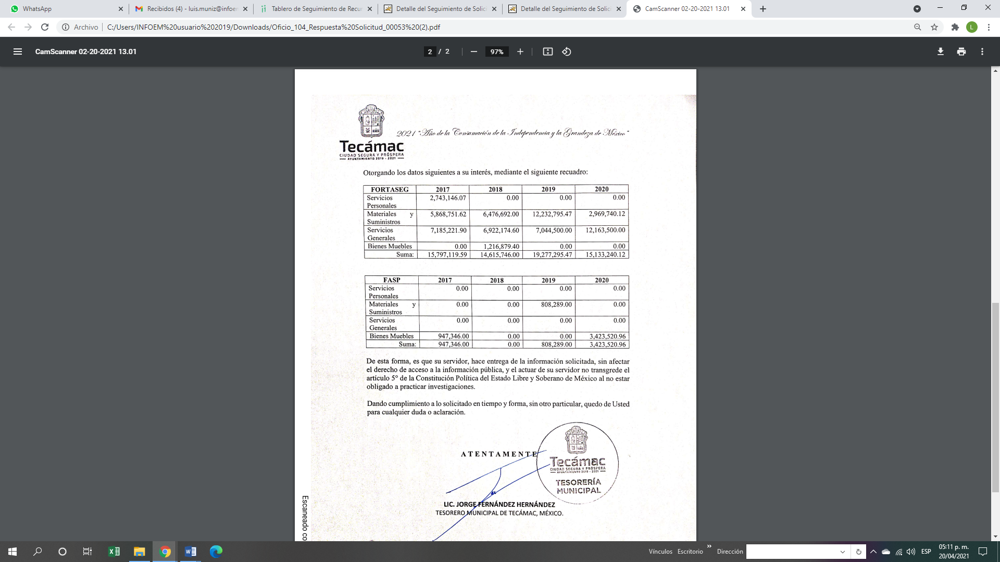 WhatsApp
Recibidos (4) - luis.muniz@infoer
Tablero de Seguimiento de Recur
Detalle del Seguimiento de Solici
Detalle del Seguimiento de Solici
CamScanner 02-20-2021 13.01
Archivo
C:/Users/INFOEM%20usuario%202019/Downloads/Oficio_104_Respuesta%20Solicitud_00053%20(2).pdf
L
CamScanner 02-20-2021 13.01
2 / 2
97%
2021 "Año de la Consumación de la Independencia y la Grandeza de México"
Tecámac
CIUDAD SEGURA Y PRÓSPERA
AYUNTAMIENTO 2019 - 2021
Otorgando los datos siguientes a su interés, mediante el siguiente recuadro:
FORTASEG 2017 2018 2019 2020
Servicios Personales 2,743,146.07 0.00 0.00 0.00
Materiales y Suministros 5,868,751.62 6,476,692.00 12,232,795.47 2,969,740.12
Servicios Generales 7,185,221.90 6,922,174.60 7,044,500.00 12,163,500.00
Bienes Muebles 0.00 1,216,879.40 0.00 0.00
Suma: 15,797,119.59 14,615,746.00 19,277,295.47 15,133,240.12
FASP 2017 2018 2019 2020
Servicios Personales 0.00 0.00 0.00 0.00
Materiales y Suministros 0.00 0.00 808,289.00 0.00
Servicios Generales 0.00 0.00 0.00 0.00
Bienes Muebles 947,346.00 0.00 0.00 3,423,520.96
Suma: 947,346.00 0.00 808,289.00 3,423,520.96
De esta forma, es que su servidor, hace entrega de la información solicitada, sin afectar
el derecho de acceso a la información pública, y el actuar de su servidor no transgrede el
artículo 5° de la Constitución Política del Estado Libre y Soberano de México al no estar
obligado a practicar investigaciones.
Dando cumplimiento a lo solicitado en tiempo y forma, sin otro particular, quedo de Usted
para cualquier duda o aclaración.
ATENTAMENTE
Tecámac
CIUDAD SEGURA Y PRÓSPERA
AYUNTAMIENTO 2019 - 2021
TESORERÍA
MUNICIPAL
LIC. JORGE FERNÁNDEZ HERNÁNDEZ
TESORERO MUNICIPAL DE TECÁMAC, MÉXICO.
Escaneado co
Vínculos
Escritorio
»
Dirección
ESP
05:11 p. m.
20/04/2021